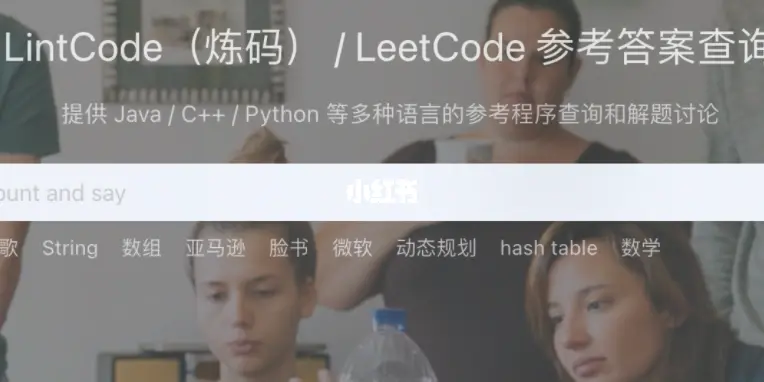 LintCode（炼码） / LeetCode 参考答案查询
提供 Java / C++ / Python 等多种语言的参考程序查询和解题讨论
ount and say
小红书
歌 String 数组 亚马逊 脸书 微软 动态规划 hash table 数学